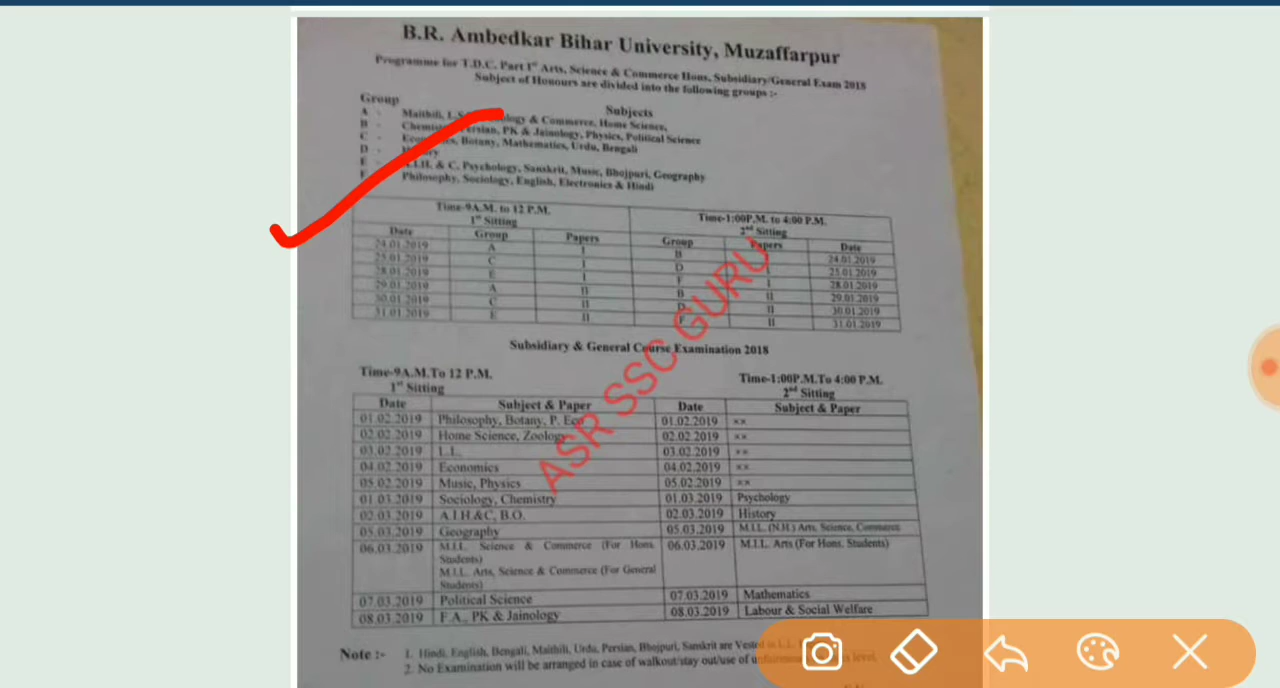 B.R. Ambedkar Bihar University, Muzaffarpur
Programme for T.D.C. Part 1st Arts, Science & Commerce Hons, Subsidiary/General Exam 2018
Subject of Honours are divided into the following groups :-
Group Subjects
A - Maithili, & Commerce, Home Science,
B - Persian, PK & Jainology, Physics, Political Science
C - Botany, Mathematics, Urdu, Bengali
D -
E - & C. Psychology, Sanskrit, Music, Bhojpuri, Geography
Philosophy, Sociology, English, Electronics & Hindi
Time-9A.M. to 12 P.M. Time-1:00P.M. to 4:00 P.M.
1st Sitting 2nd Sitting
Date Group Papers Group Papers Date
24.01.2019 A I B 24.01.2019
25.01.2019 C I D 25.01.2019
28.01.2019 E I F I 28.01.2019
29.01.2019 A II B II 29.01.2019
30.01.2019 C II D II 30.01.2019
31.01.2019 E II F II 31.01.2019
Subsidiary & General Course Examination 2018
Time-9A.M.To 12 P.M. Time-1:00P.M.To 4:00 P.M.
1st Sitting 2nd Sitting
Date Subject & Paper Date Subject & Paper
01.02.2019 Philosophy, Botany, P. Eco 01.02.2019 ××
02.02.2019 Home Science, Zoology 02.02.2019 ××
03.02.2019 L.L. 03.02.2019 ××
04.02.2019 Economics 04.02.2019 ××
05.02.2019 Music, Physics 05.02.2019 ××
01.03.2019 Sociology, Chemistry 01.03.2019 Psychology
02.03.2019 A.I.H.&C, B.O. 02.03.2019 History
05.03.2019 Geography 05.03.2019 M.I.L. (N.H.) Arts, Science, Commerce
06.03.2019 M.I.L. Science & Commerce (For Hons. 06.03.2019 M.I.L. Arts (For Hons. Students)
Students)
M.I.L. Arts, Science & Commerce (For General
Students)
07.03.2019 Political Science 07.03.2019 Mathematics
08.03.2019 F.A., PK & Jainology 08.03.2019 Labour & Social Welfare
ASR SSC GURU
Note :- 1. Hindi, English, Bengali, Maithili, Urdu, Persian, Bhojpuri, Sanskrit are Vested
2. No Examination will be arranged in case of walkout/stay out/use of